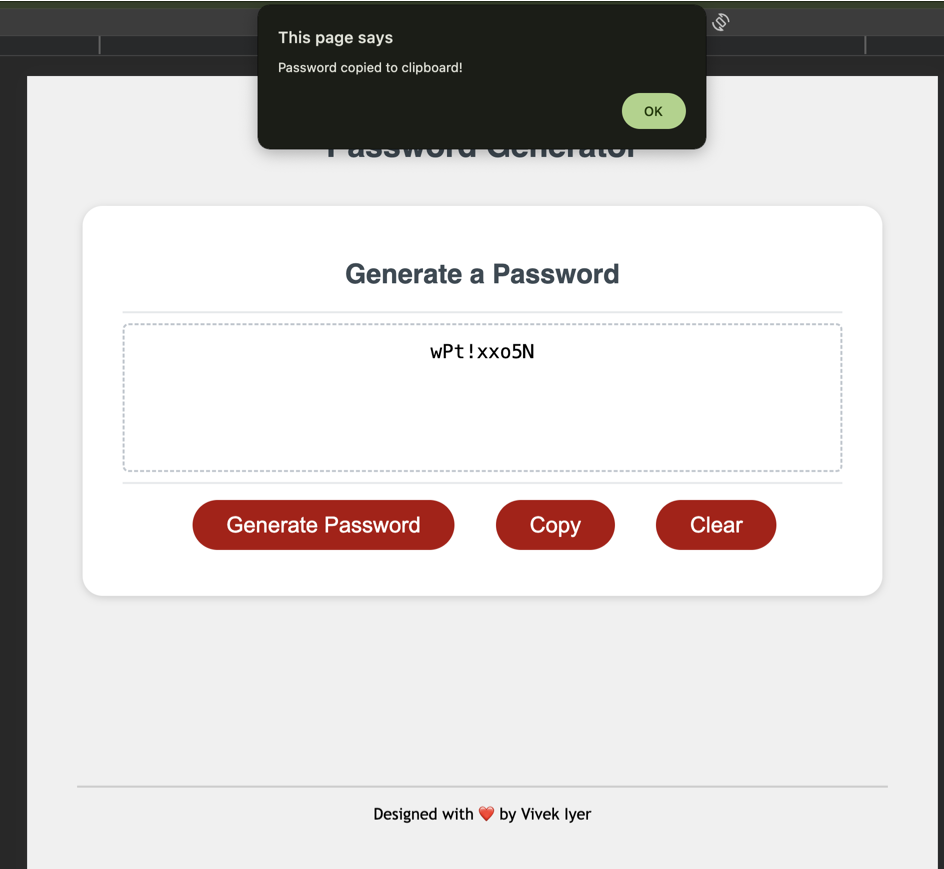 This page says
Password copied to clipboard!
OK
Password Generator
Generate a Password
wPt!xxo5N
Generate Password
Copy
Clear
Designed with ❤️ by Vivek Iyer